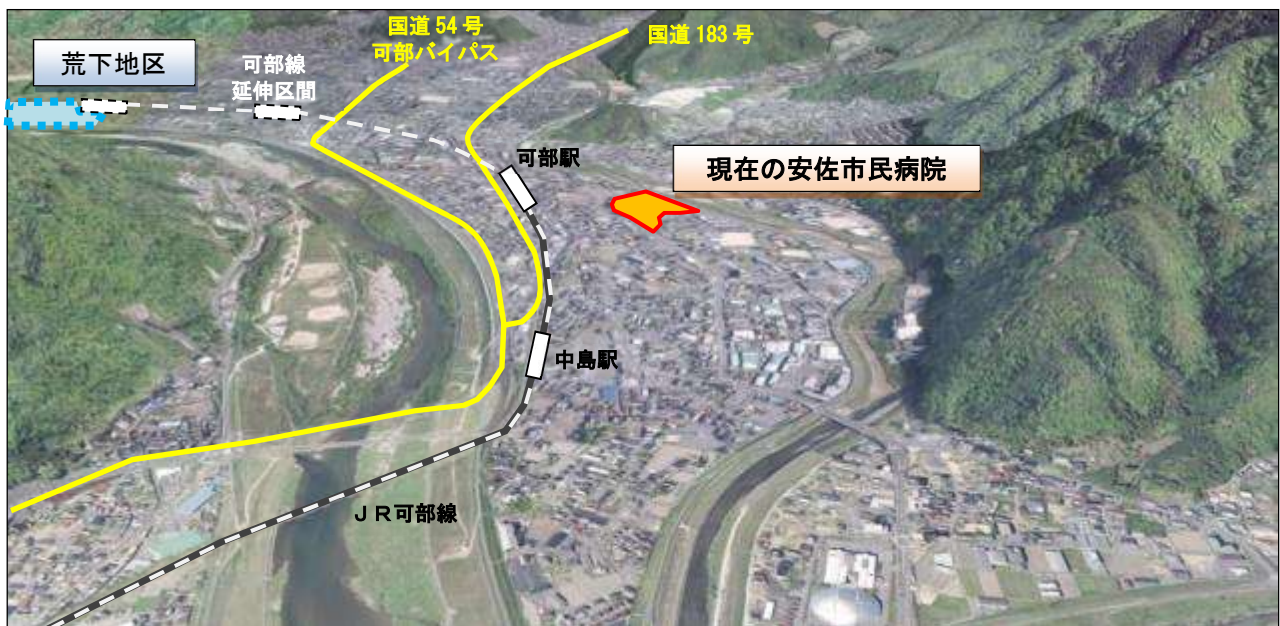 国道 54 号
可部バイパス
国道 183 号
荒下地区
可部線
延伸区間
可部駅
現在の安佐市民病院
中島駅
JR可部線